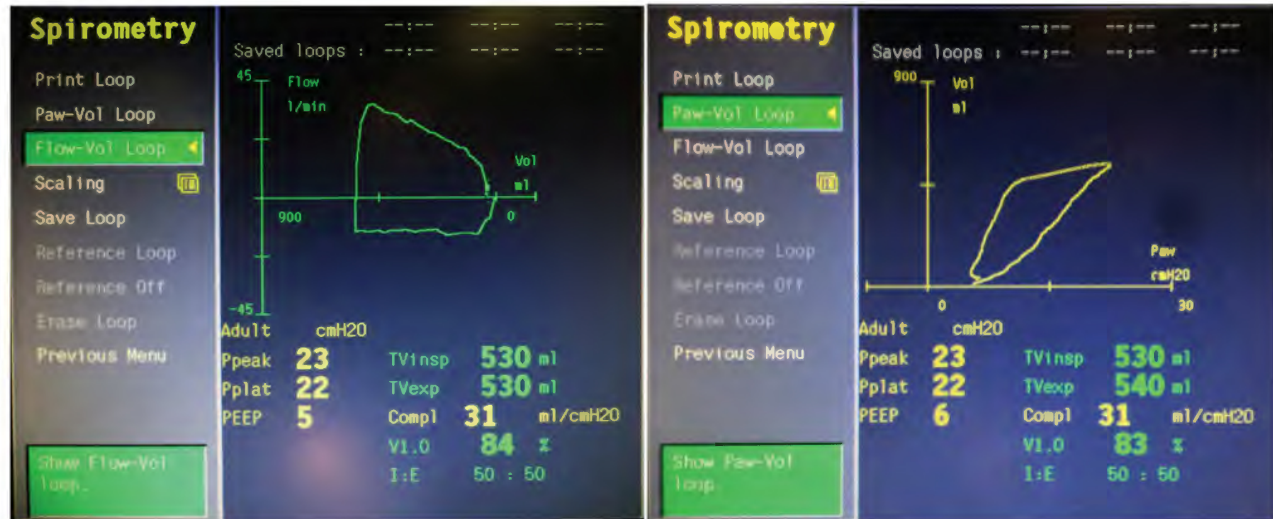 Spirometry
Saved loops : --:-- --:-- --:--
--:-- --:-- --:--
Print Loop
Paw-Vol Loop
Flow-Vol Loop
Scaling
Save Loop
Reference Loop
Reference Off
Erase Loop
Previous Menu
Show Flow-Vol
loop.
45
Flow
l/min
Vol
ml
900
0
-45
Adult cmH2O
Ppeak 23 TVinsp 530 ml
Pplat 22 TVexp 530 ml
PEEP 5 Compl 31 ml/cmH2O
V1.0 84 %
I:E 50 : 50
Spirometry
Saved loops : --:-- --:-- --:--
--:-- --:-- --:--
Print Loop
Paw-Vol Loop
Flow-Vol Loop
Scaling
Save Loop
Reference Loop
Reference Off
Erase Loop
Previous Menu
Show Paw-Vol
loop
900
Vol
ml
Paw
cmH2O
0
30
Adult cmH2O
Ppeak 23 TVinsp 530 ml
Pplat 22 TVexp 540 ml
PEEP 6 Compl 31 ml/cmH2O
V1.0 83 %
I:E 50 : 50